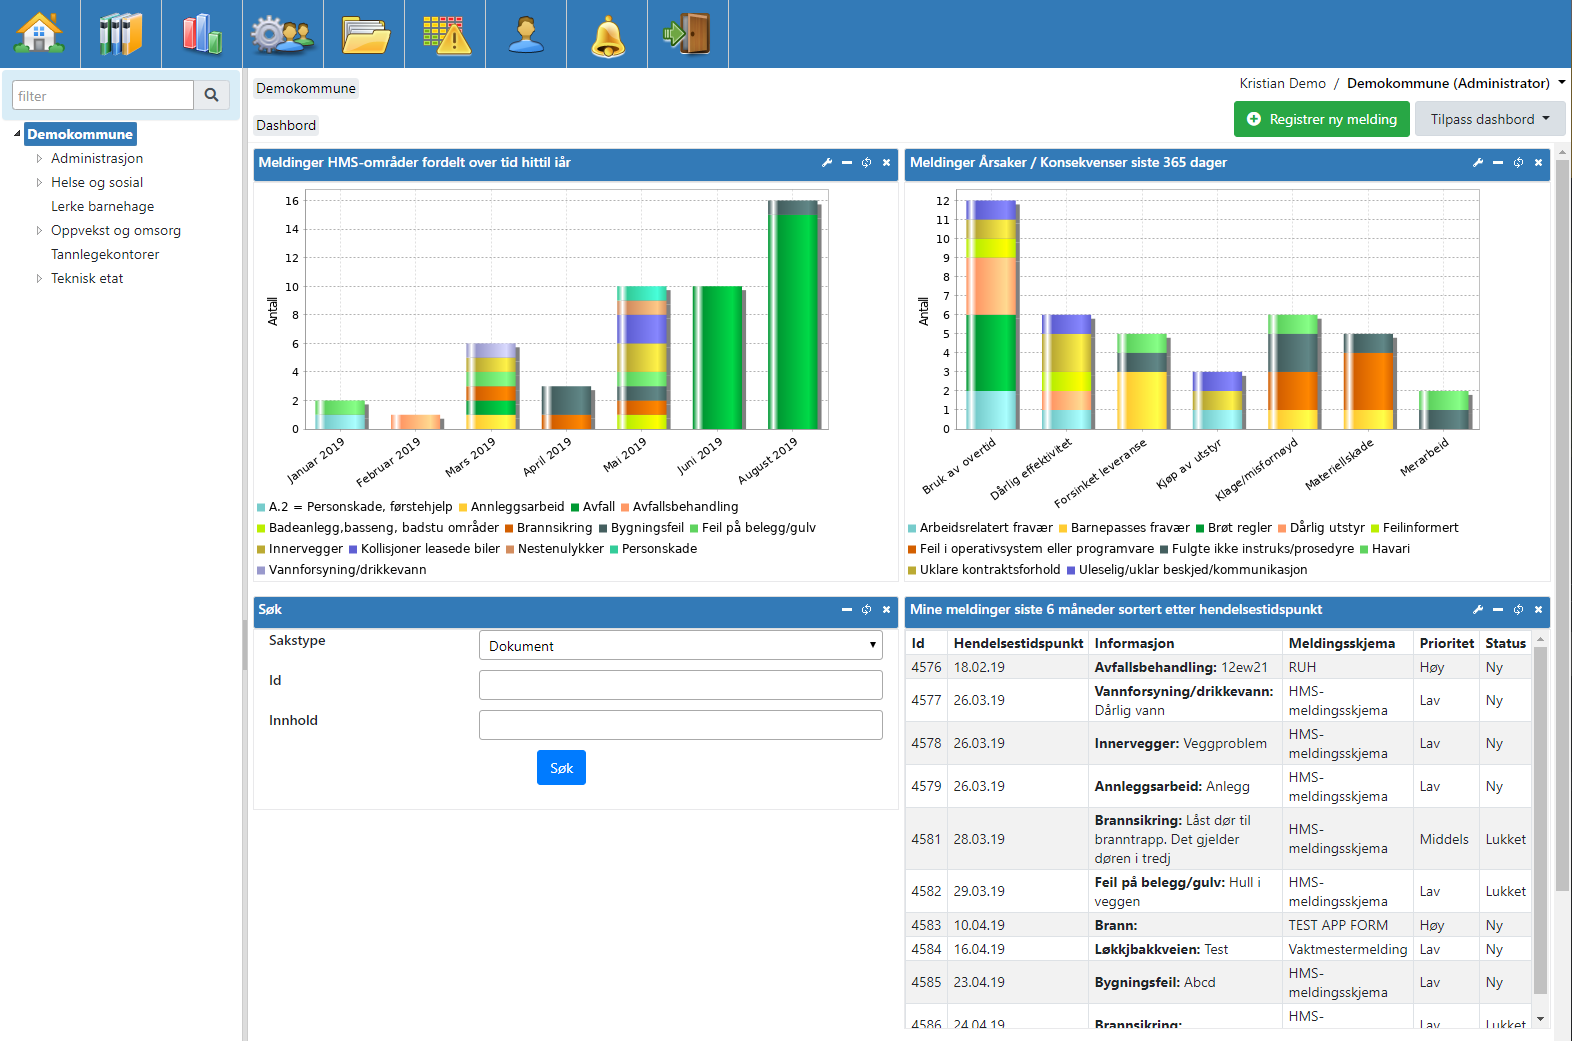 Kristian Demo / Demokommune (Administrator)
Demokommune
Dashbord
Registrer ny melding
Tilpass dashbord
filter
Demokommune
Administrasjon
Helse og sosial
Lerke barnehage
Oppvekst og omsorg
Tannlegekontorer
Teknisk etat
Meldinger HMS-områder fordelt over tid hittil iår
Antall
16
14
12
10
8
6
4
2
0
Januar 2019
Februar 2019
Mars 2019
April 2019
Mai 2019
Juni 2019
August 2019
A.2 = Personskade, førstehjelp Annleggsarbeid Avfall Avfallsbehandling
Badeanlegg,basseng, badstu områder Brannsikring Bygningsfeil Feil på belegg/gulv
Innervegger Kollisjoner leasede biler Nestenulykker Personskade
Vannforsyning/drikkevann
Meldinger Årsaker / Konsekvenser siste 365 dager
Antall
12
11
10
9
8
7
6
5
4
3
2
1
0
Bruk av overtid
Dårlig effektivitet
Forsinket leveranse
Kjøp av utstyr
Klage/misfornøyd
Materiellskade
Merarbeid
Arbeidsrelatert fravær Barnepasses fravær Brøt regler Dårlig utstyr Feilinformert
Feil i operativsystem eller programvare Fulgte ikke instruks/prosedyre Havari
Uklare kontraktsforhold Uleselig/uklar beskjed/kommunikasjon
Søk
Sakstype
Dokument
Id
Innhold
Søk
Mine meldinger siste 6 måneder sortert etter hendelsestidspunkt
Id Hendelsestidspunkt Informasjon Meldingsskjema Prioritet Status
4576 18.02.19 Avfallsbehandling: 12ew21 RUH Høy Ny
4577 26.03.19 Vannforsyning/drikkevann: Dårlig vann HMS-meldingsskjema Lav Ny
4578 26.03.19 Innervegger: Veggproblem HMS-meldingsskjema Lav Ny
4579 26.03.19 Annleggsarbeid: Anlegg HMS-meldingsskjema Lav Ny
4581 28.03.19 Brannsikring: Låst dør til branntrapp. Det gjelder døren i tredj HMS-meldingsskjema Middels Lukket
4582 29.03.19 Feil på belegg/gulv: Hull i veggen HMS-meldingsskjema Lav Lukket
4583 10.04.19 Brann: TEST APP FORM Høy Ny
4584 16.04.19 Løkkjbakkveien: Test Vaktmestermelding Lav Ny
4585 23.04.19 Bygningsfeil: Abcd HMS-meldingsskjema Lav Ny
4586 24.04.19 Brannsikring: HMS- Lav Lukket